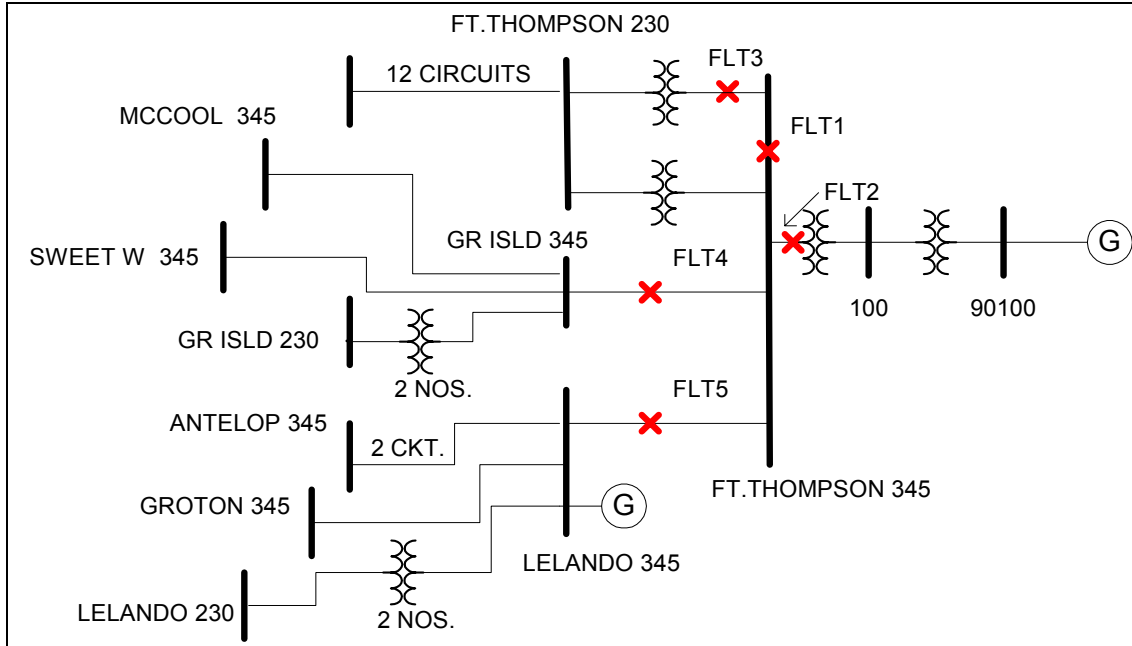 FT.THOMPSON 230
FLT3
12 CIRCUITS
MCCOOL 345
FLT1
FLT2
GR ISLD 345
SWEET W 345
FLT4
G
100
90100
GR ISLD 230
2 NOS.
FLT5
ANTELOP 345
2 CKT.
FT.THOMPSON 345
GROTON 345
G
LELANDO 345
LELANDO 230
2 NOS.